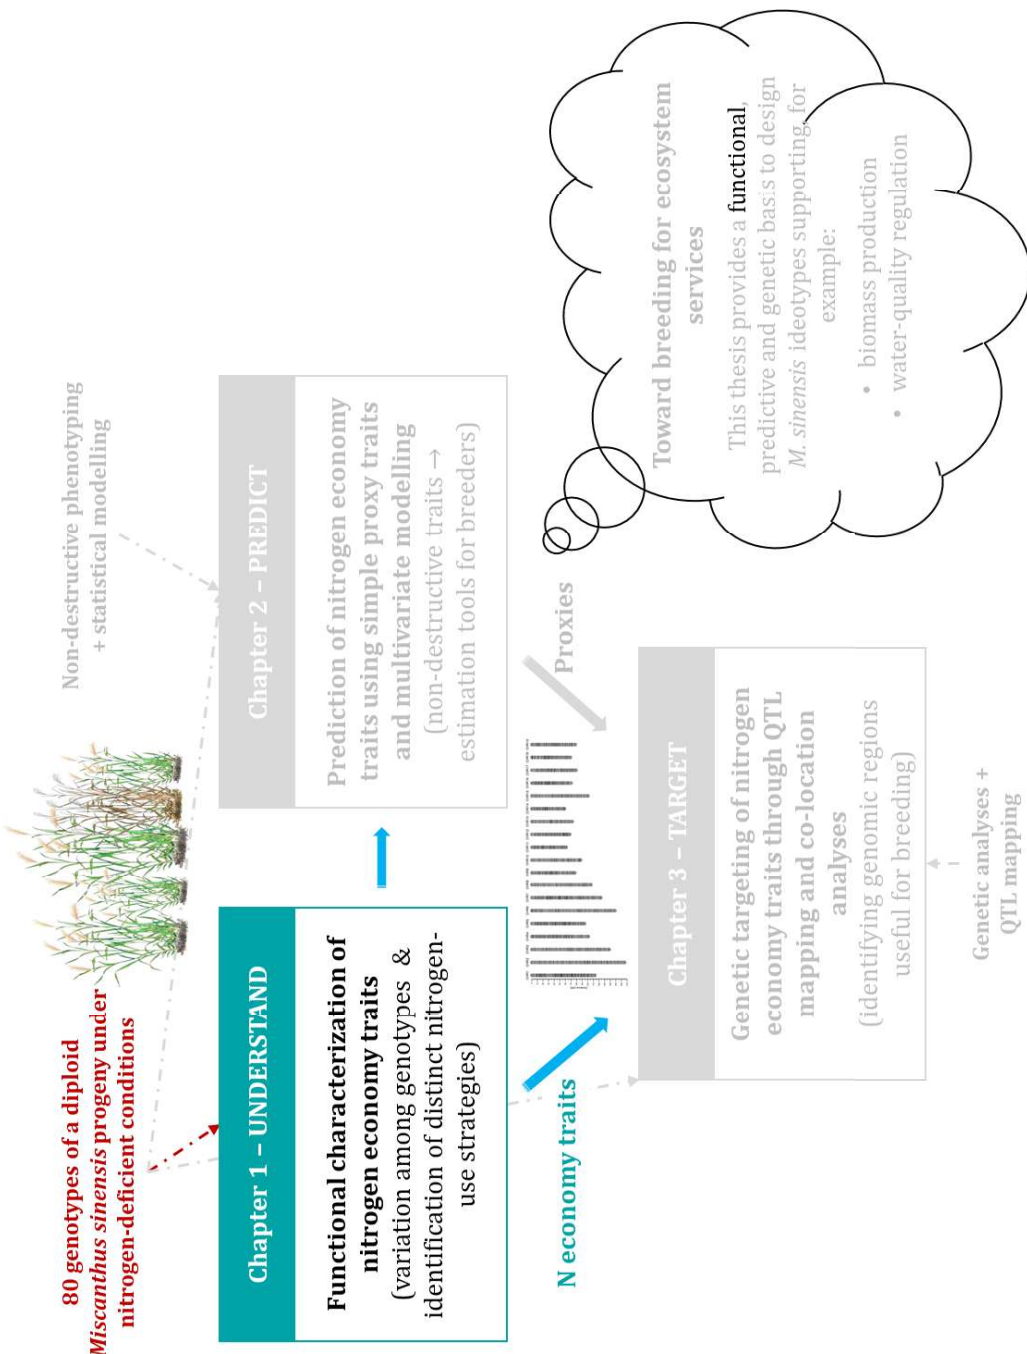 80 genotypes of a diploid
Miscanthus sinensis progeny under
nitrogen-deficient conditions
Non-destructive phenotyping
+ statistical modelling
Chapter 1 – UNDERSTAND
Functional characterization of
nitrogen economy traits
(variation among genotypes &
identification of distinct nitrogen-
use strategies)
Chapter 2 – PREDICT
Prediction of nitrogen economy
traits using simple proxy traits
and multivariate modelling
(non-destructive traits →
estimation tools for breeders)
N economy traits
Proxies
Chapter 3 – TARGET
Genetic targeting of nitrogen
economy traits through QTL
mapping and co-location
analyses
(identifying genomic regions
useful for breeding)
Genetic analyses +
QTL mapping
Toward breeding for ecosystem
services
This thesis provides a functional,
predictive and genetic basis to design
M. sinensis ideotypes supporting, for
example:
• biomass production
• water-quality regulation